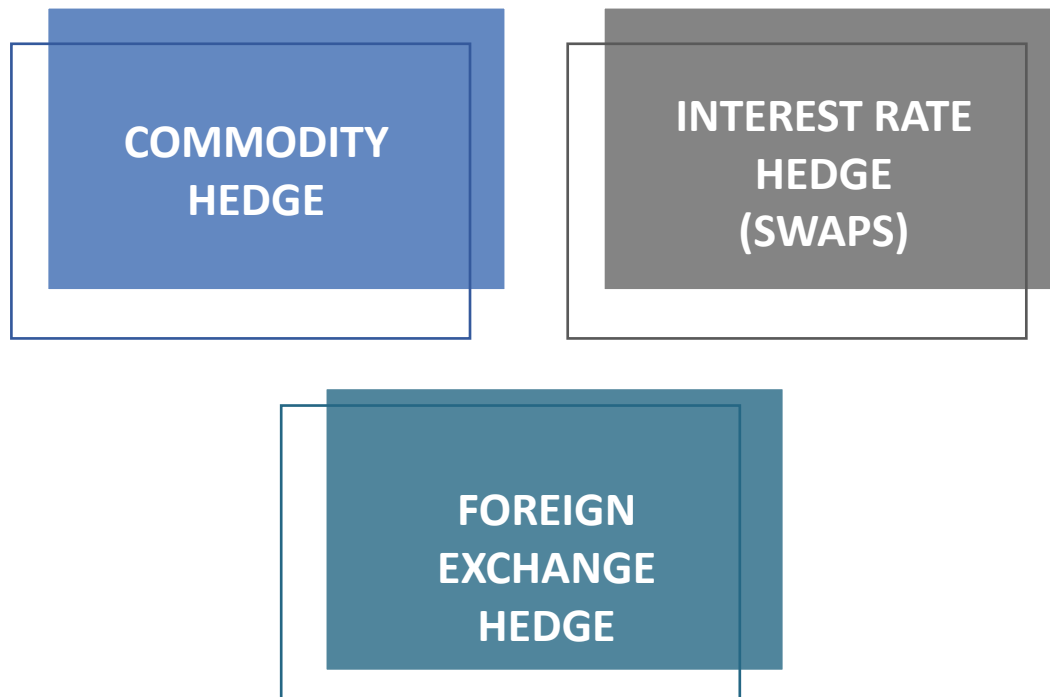 COMMODITY
HEDGE
INTEREST RATE
HEDGE
(SWAPS)
FOREIGN
EXCHANGE
HEDGE